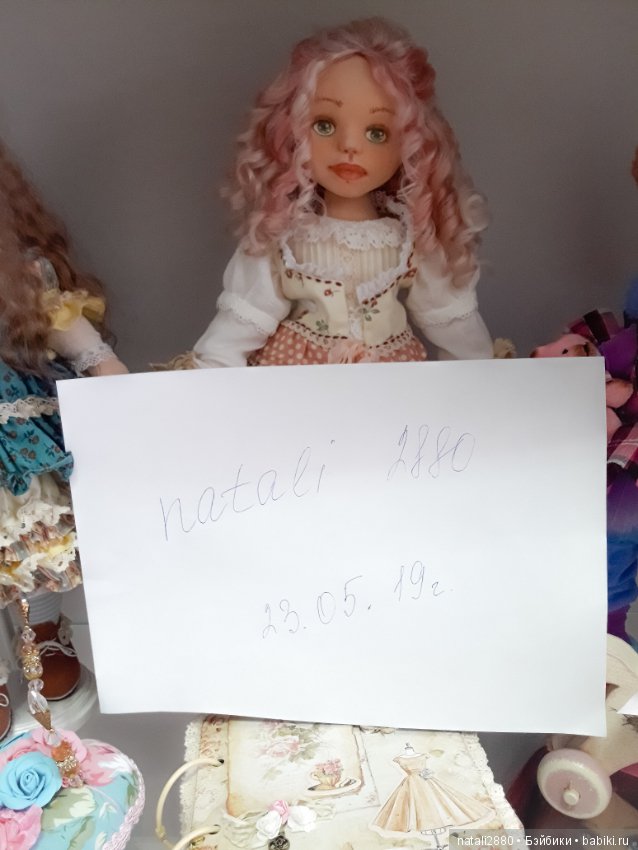 natali 2880
23.05.19г.
natali2880 • Бэйбики • babiki.ru